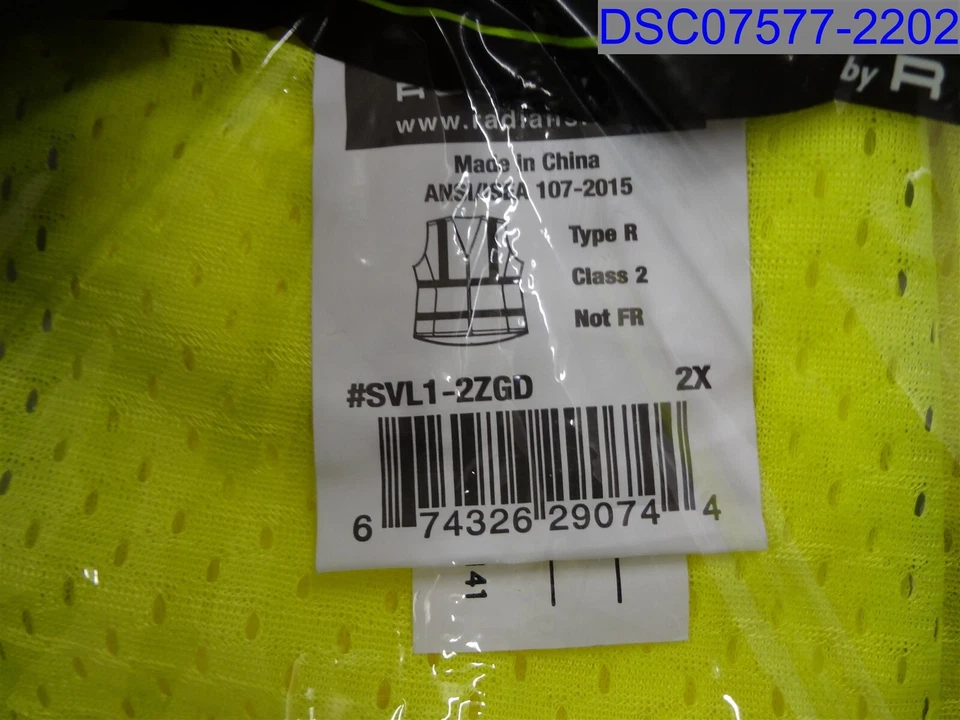 DSC07577-2202
by R
www.radians.
Made in China
ANSI/ISEA 107-2015
Type R
Class 2
Not FR
#SVL1-2ZGD 2X
6 74326 29074 4
141